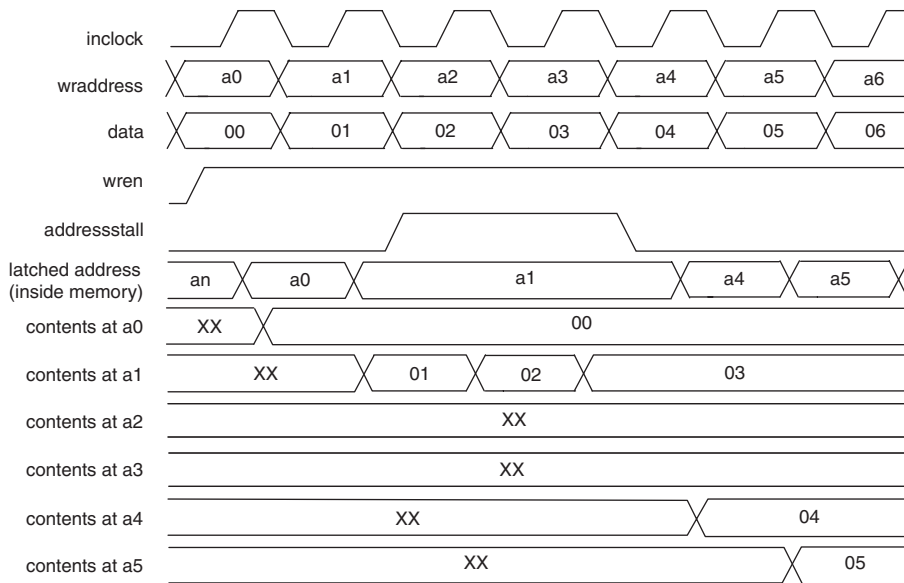 inclock
wraddress a0 a1 a2 a3 a4 a5 a6
data 00 01 02 03 04 05 06
wren
addressstall
latched address
(inside memory) an a0 a1 a4 a5
contents at a0 XX 00
contents at a1 XX 01 02 03
contents at a2 XX
contents at a3 XX
contents at a4 XX 04
contents at a5 XX 05